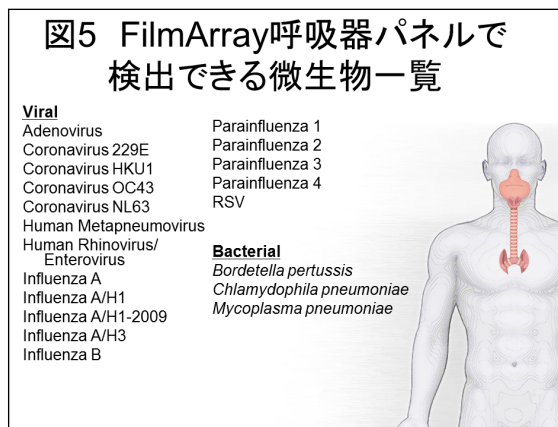 図5 FilmArray呼吸器パネルで
検出できる微生物一覧
Viral
Adenovirus
Coronavirus 229E
Coronavirus HKU1
Coronavirus OC43
Coronavirus NL63
Human Metapneumovirus
Human Rhinovirus/
Enterovirus
Influenza A
Influenza A/H1
Influenza A/H1-2009
Influenza A/H3
Influenza B
Parainfluenza 1
Parainfluenza 2
Parainfluenza 3
Parainfluenza 4
RSV
Bacterial
Bordetella pertussis
Chlamydophila pneumoniae
Mycoplasma pneumoniae